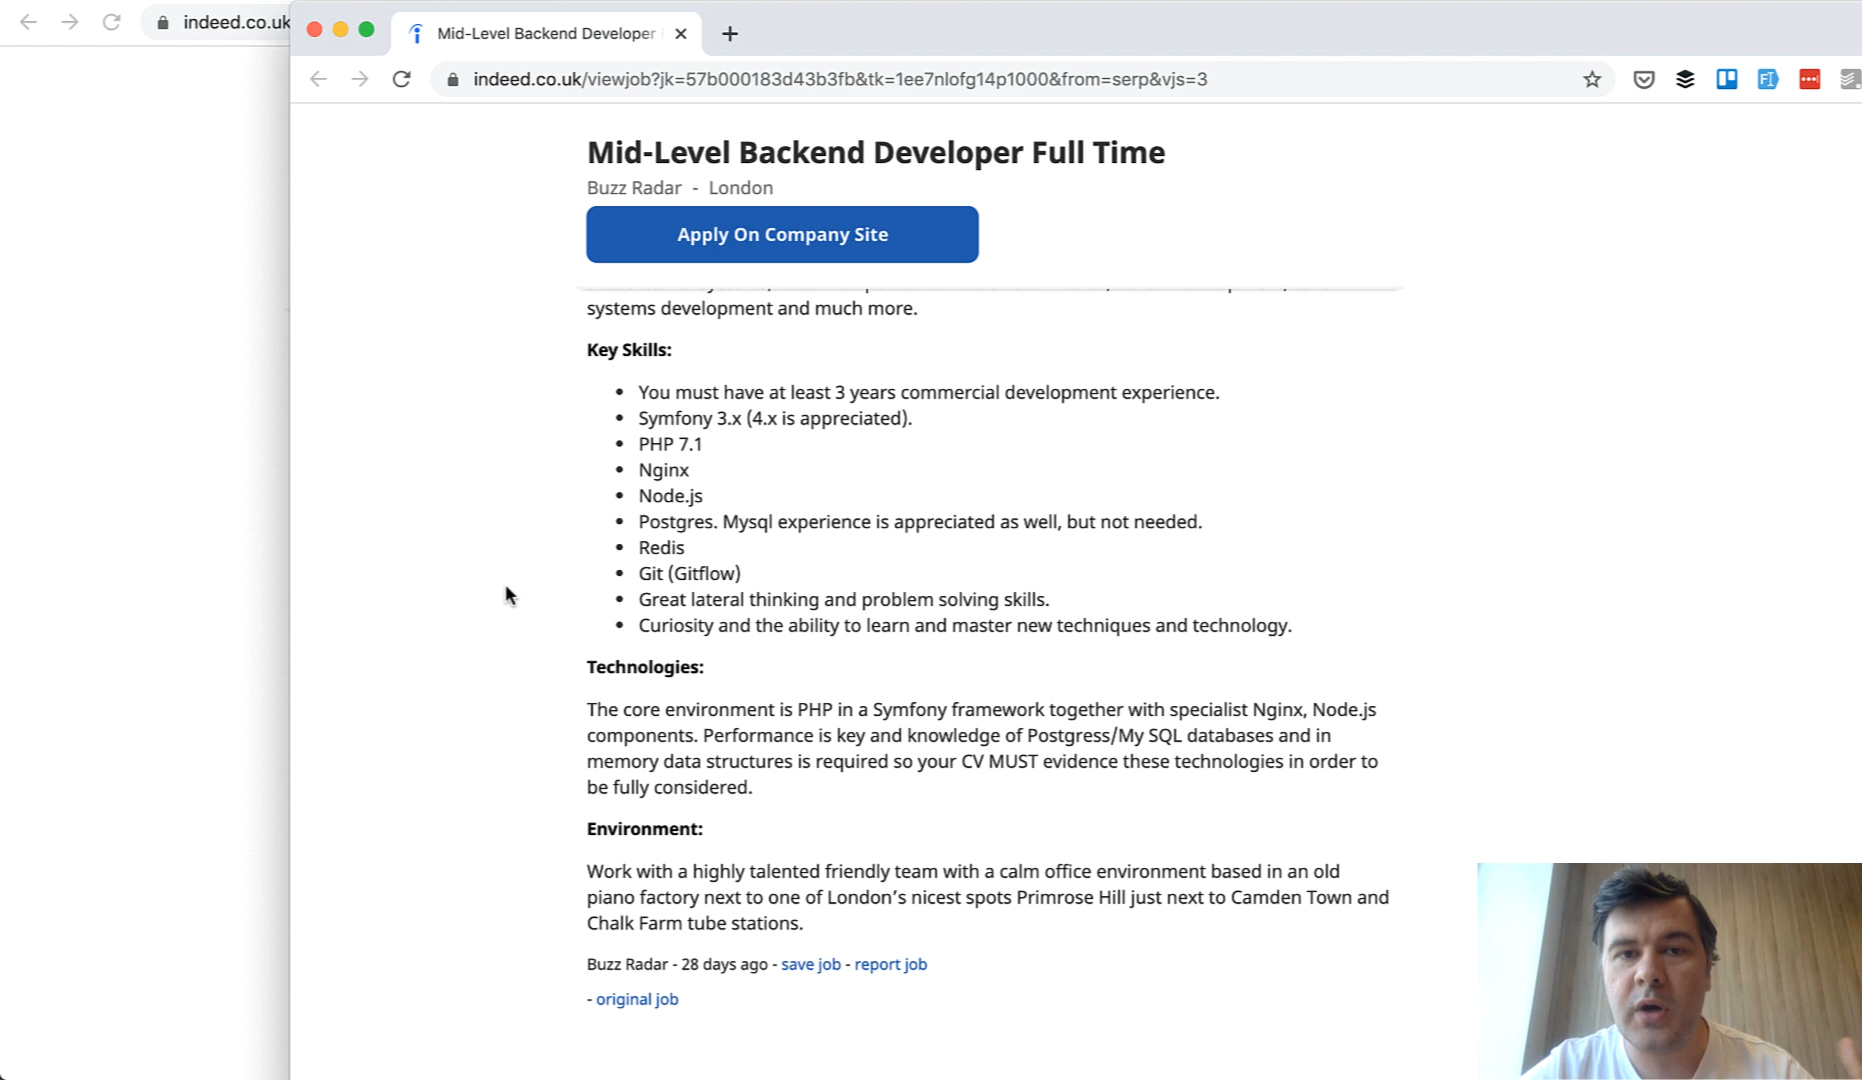 indeed.co.uk
Mid-Level Backend Developer
indeed.co.uk/viewjob?jk=57b000183d43b3fb&tk=1ee7nlofg14p1000&from=serp&vjs=3
Mid-Level Backend Developer Full Time
Buzz Radar - London
Apply On Company Site
systems development and much more.
Key Skills:
• You must have at least 3 years commercial development experience.
• Symfony 3.x (4.x is appreciated).
• PHP 7.1
• Nginx
• Node.js
• Postgres. Mysql experience is appreciated as well, but not needed.
• Redis
• Git (Gitflow)
• Great lateral thinking and problem solving skills.
• Curiosity and the ability to learn and master new techniques and technology.
Technologies:
The core environment is PHP in a Symfony framework together with specialist Nginx, Node.js
components. Performance is key and knowledge of Postgress/My SQL databases and in
memory data structures is required so your CV MUST evidence these technologies in order to
be fully considered.
Environment:
Work with a highly talented friendly team with a calm office environment based in an old
piano factory next to one of London's nicest spots Primrose Hill just next to Camden Town and
Chalk Farm tube stations.
Buzz Radar - 28 days ago - save job - report job
- original job